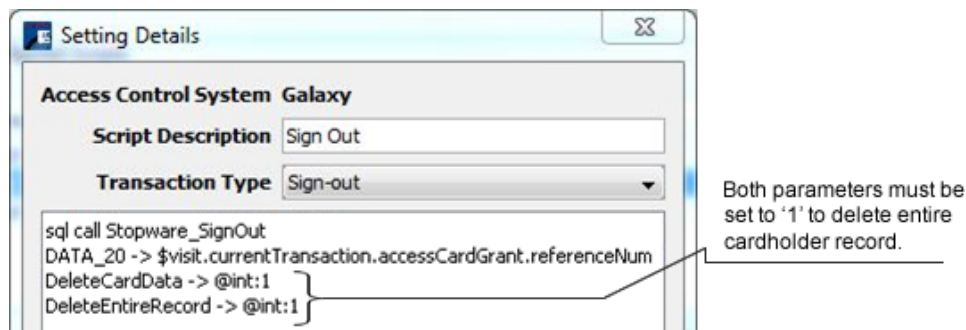 Setting Details
Access Control System Galaxy
Script Description Sign Out
Transaction Type Sign-out
sql call Stopware_SignOut
DATA_20 -> $visit.currentTransaction.accessCardGrant.referenceNum
DeleteCardData -> @int:1
DeleteEntireRecord -> @int:1
Both parameters must be
set to ‘1’ to delete entire
cardholder record.